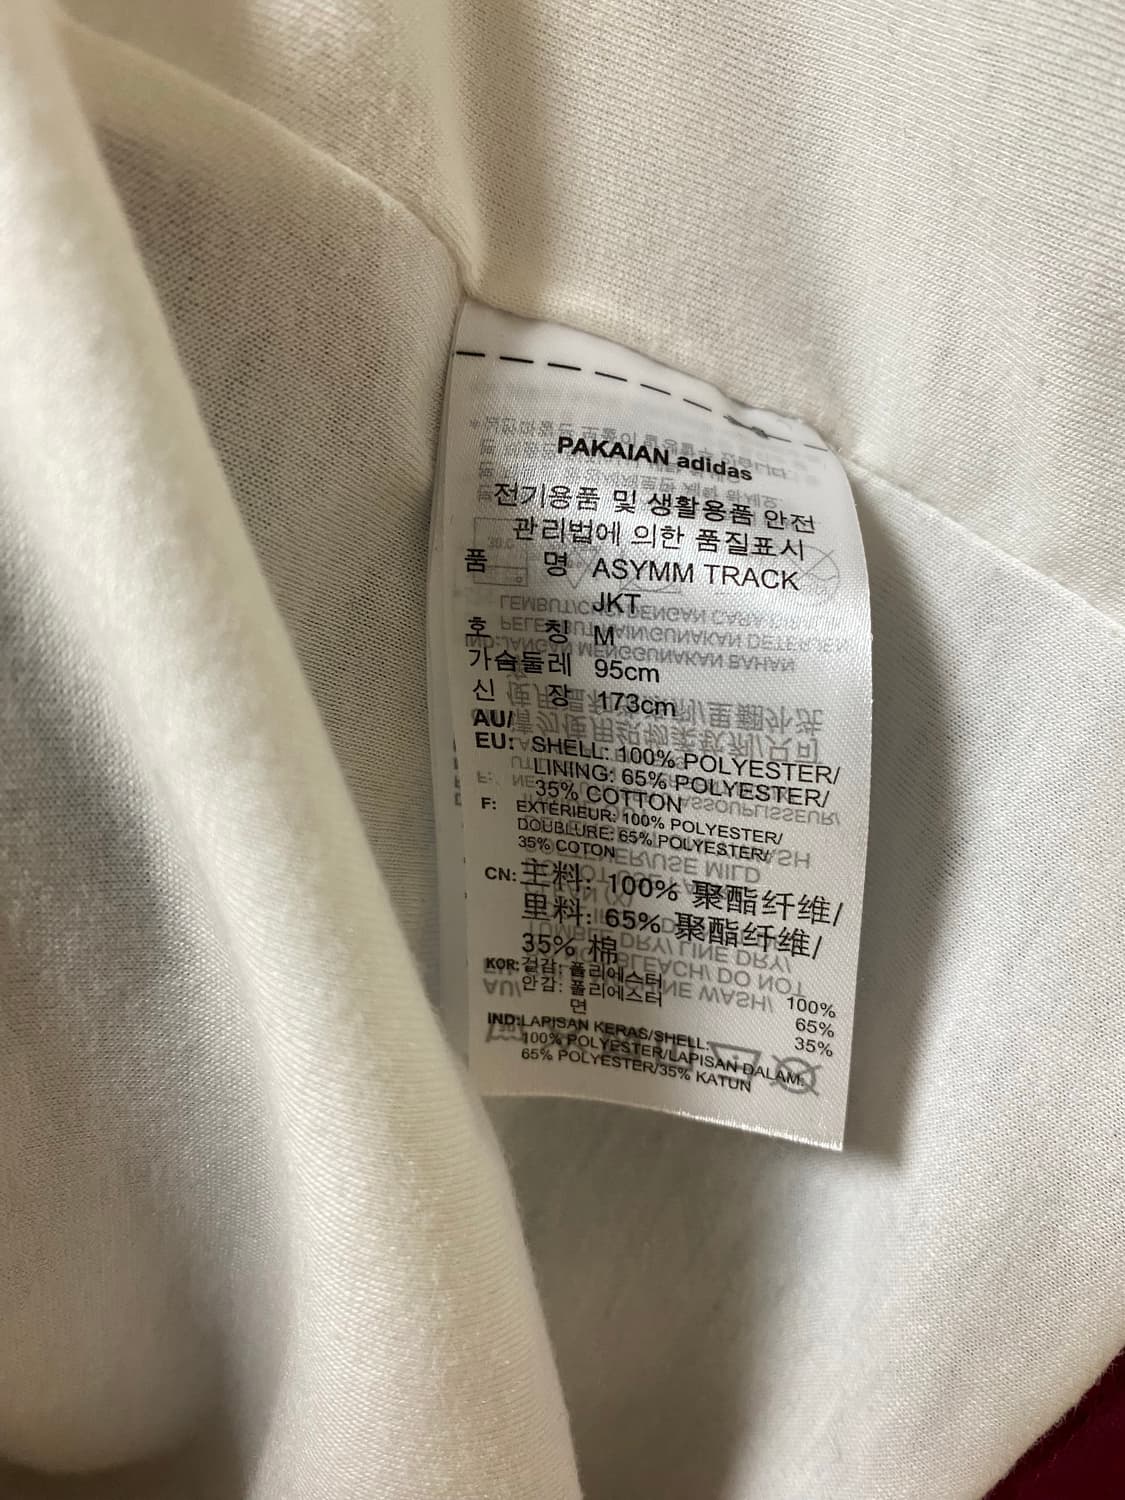 PAKAIAN adidas
전기용품 및 생활용품 안전
관리법에 의한 품질표시
품 명 ASYMM TRACK
JKT
호 칭 M
가슴둘레 95cm
신 장 173cm
AU/
EU: SHELL: 100% POLYESTER/
LINING: 65% POLYESTER/
35% COTTON
F: EXTÉRIEUR: 100% POLYESTER/
DOUBLURE: 65% POLYESTER/
35% COTON
CN: 主料: 100% 聚酯纤维/
里料: 65% 聚酯纤维/
35% 棉
KOR: 겉감: 폴리에스터 100%
안감: 폴리에스터 65%
면 35%
IND: LAPISAN KERAS/SHELL:
100% POLYESTER/LAPISAN DALAM:
65% POLYESTER/35% KATUN